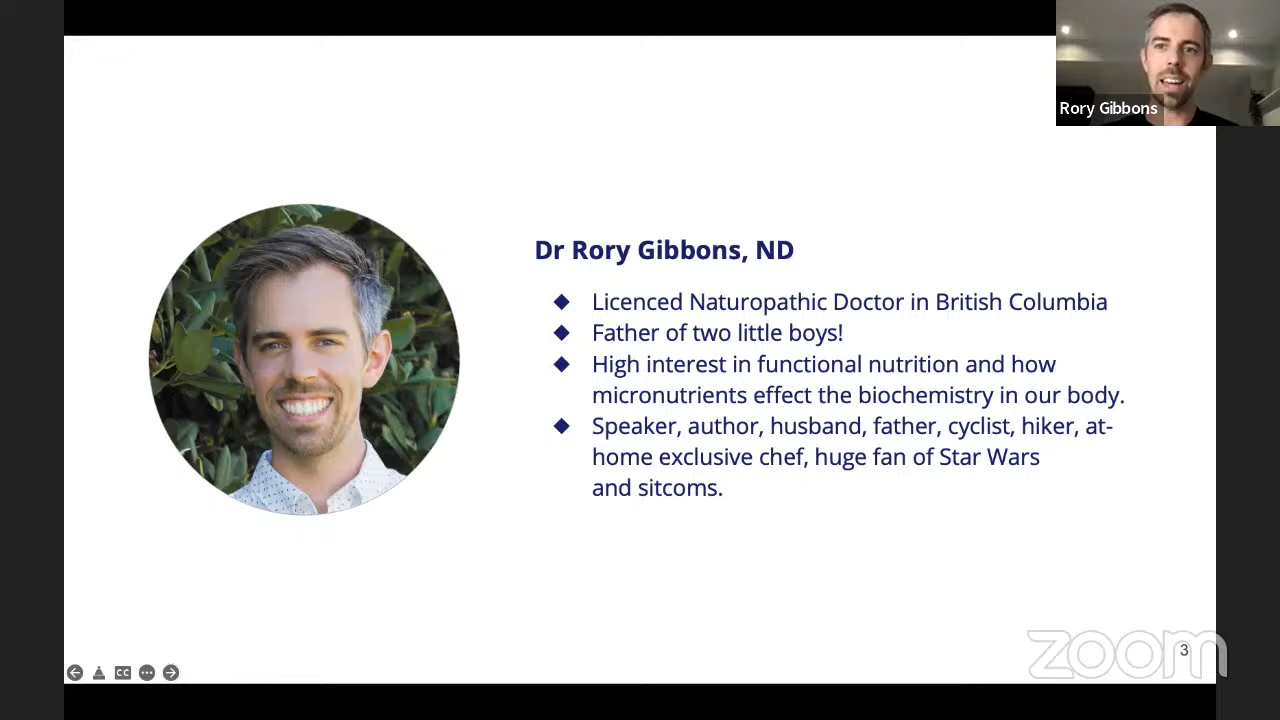 Rory Gibbons
Dr Rory Gibbons, ND
Licenced Naturopathic Doctor in British Columbia
Father of two little boys!
High interest in functional nutrition and how
micronutrients effect the biochemistry in our body.
Speaker, author, husband, father, cyclist, hiker, at-
home exclusive chef, huge fan of Star Wars
and sitcoms.
CC
zoom
3